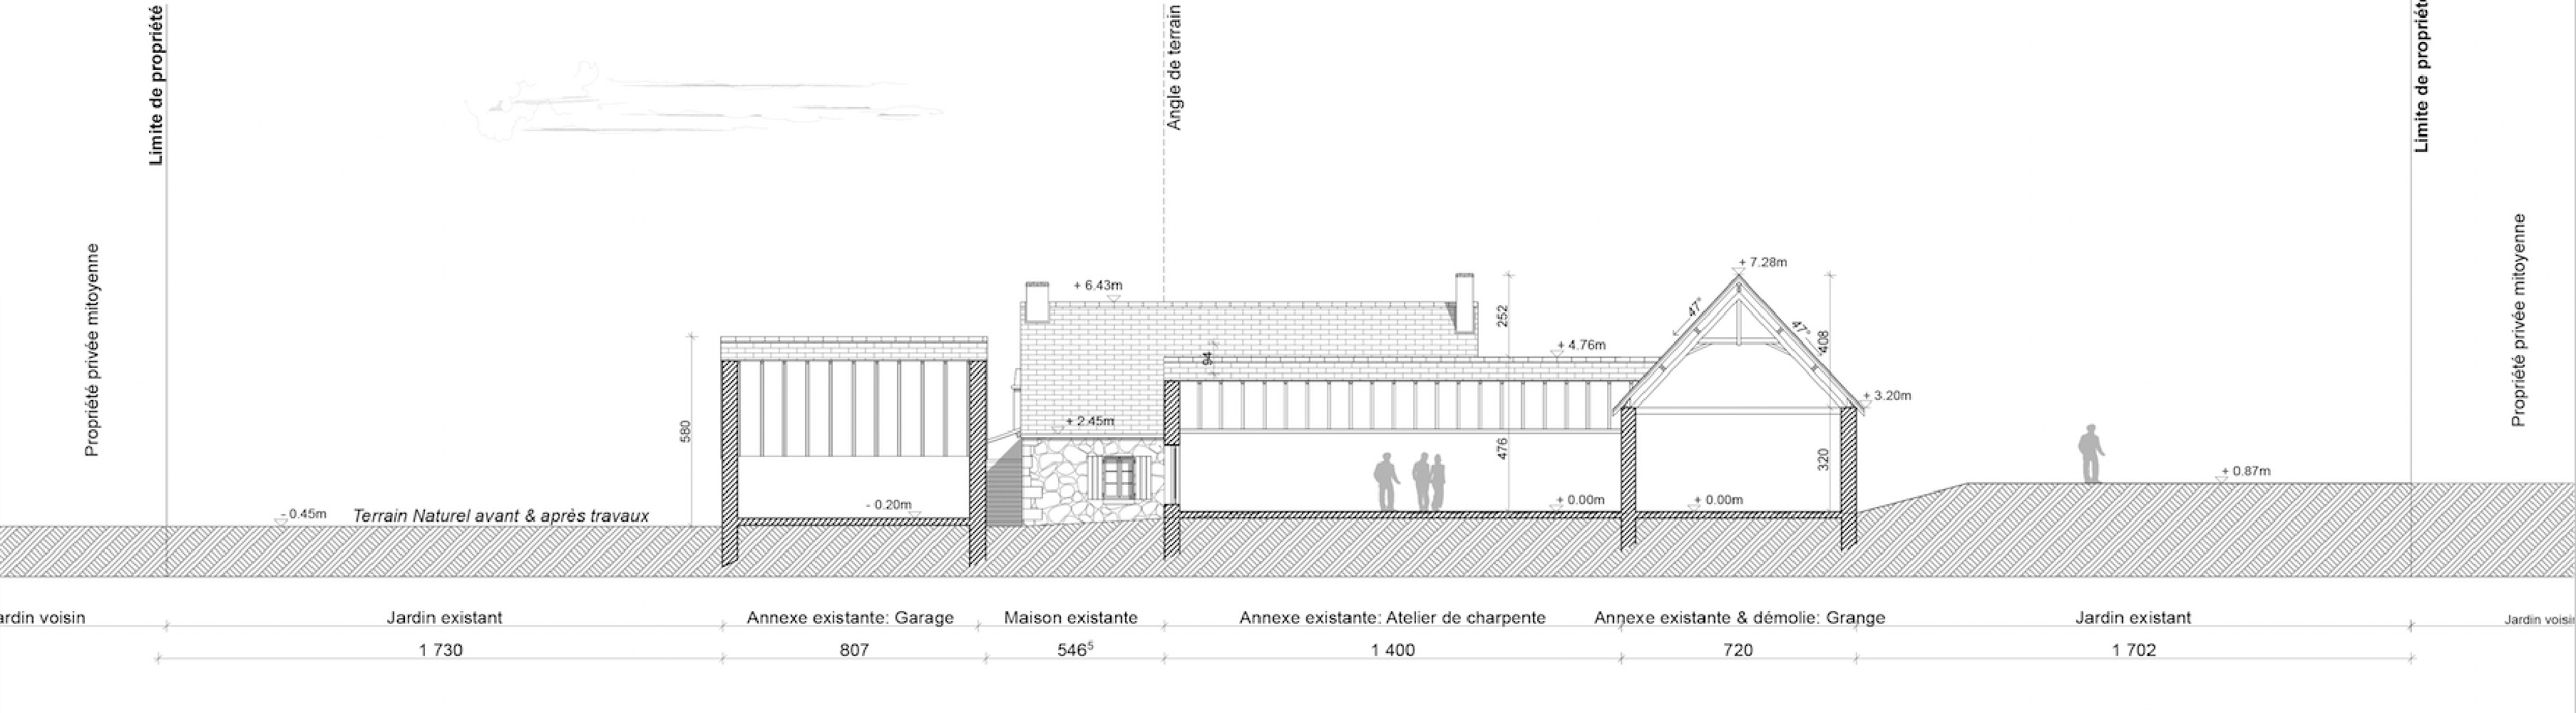 Limite de propriété
Angle de terrain
Limite de propriété
Propriété privée mitoyenne
Propriété privée mitoyenne
+ 7.28m
+ 6.43m
47°
47°
252
408
94
+ 4.76m
+ 3.20m
+ 2.45m
580
476
320
+ 0.87m
- 0.45m
Terrain Naturel avant & après travaux
- 0.20m
+ 0.00m
+ 0.00m
ardin voisin
Jardin existant
Annexe existante: Garage
Maison existante
Annexe existante: Atelier de charpente
Annexe existante & démolie: Grange
Jardin existant
Jardin voisin
1 730
807
546⁵
1 400
720
1 702